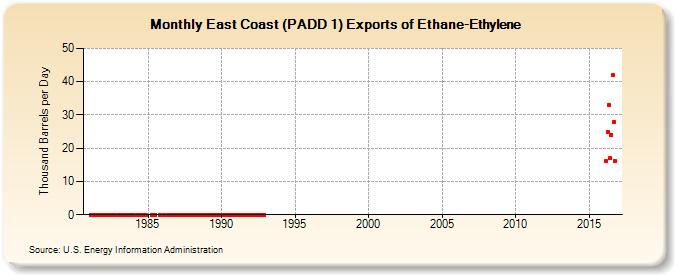 Monthly East Coast (PADD 1) Exports of Ethane-Ethylene
Thousand Barrels per Day
50
40
30
20
10
0
1985 1990 1995 2000 2005 2010 2015
Source: U.S. Energy Information Administration